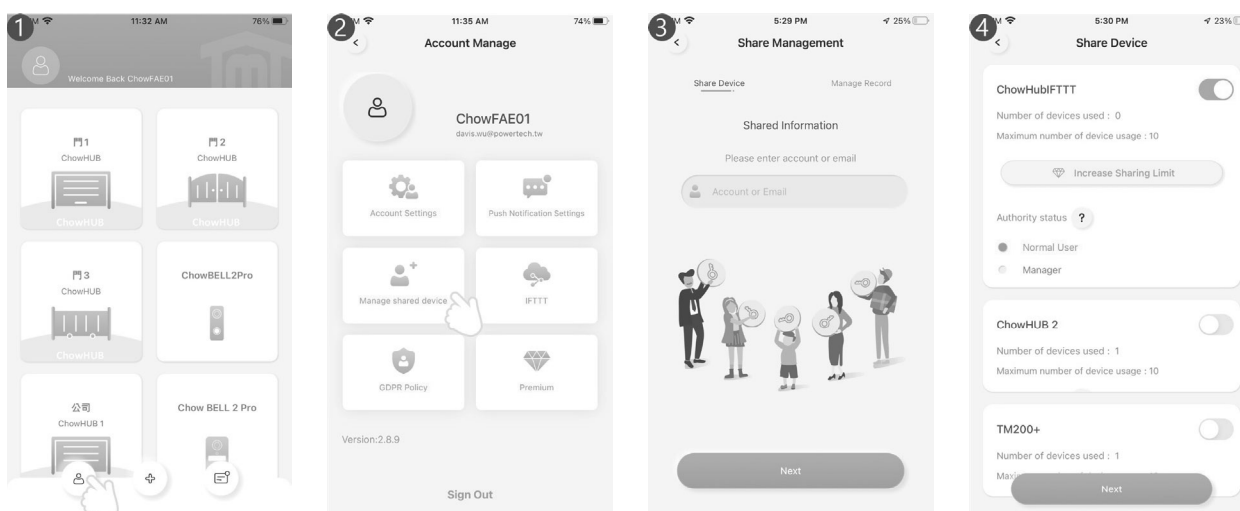 1
M
11:32 AM
76%
Welcome Back ChowFAE01
門1
ChowHUB
ChowHUB
門2
ChowHUB
ChowHUB
門3
ChowHUB
ChowHUB
ChowBELL2Pro
公司
ChowHUB 1
Chow BELL 2 Pro
2
M
11:35 AM
74%
Account Manage
ChowFAE01
davis.wu@powertech.tw
Account Settings
Push Notification Settings
Manage shared device
IFTTT
GDPR Policy
Premium
Version:2.8.9
Sign Out
3
M
5:29 PM
25%
Share Management
Share Device
Manage Record
Shared Information
Please enter account or email
Account or Email
Next
4
M
5:30 PM
23%
Share Device
ChowHubIFTTT
Number of devices used : 0
Maximum number of device usage : 10
Increase Sharing Limit
Authority status ?
Normal User
Manager
ChowHUB 2
Number of devices used : 1
Maximum number of device usage : 10
TM200+
Number of devices used : 1
Next